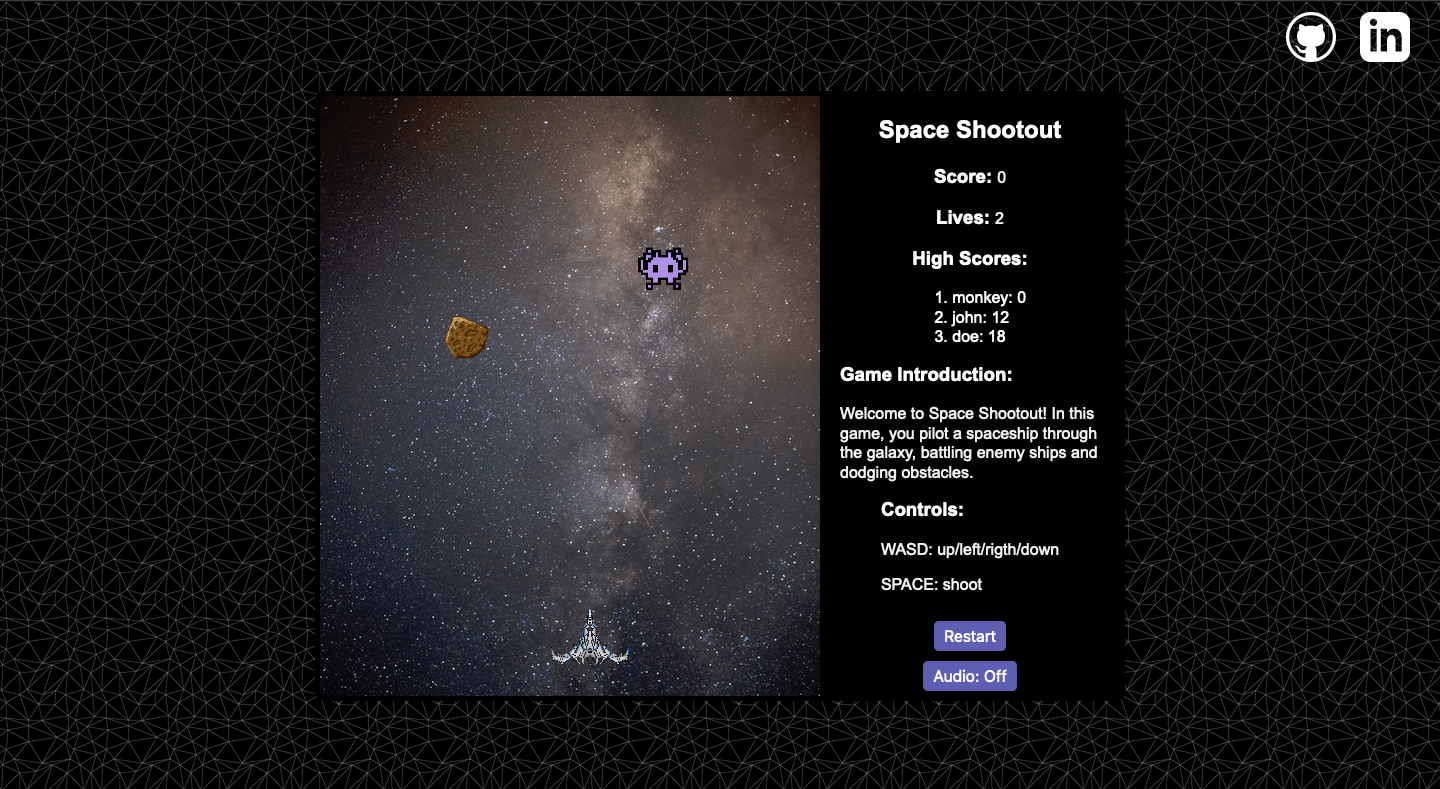 in
Space Shootout
Score: 0
Lives: 2
High Scores:
1. monkey: 0
2. john: 12
3. doe: 18
Game Introduction:
Welcome to Space Shootout! In this
game, you pilot a spaceship through
the galaxy, battling enemy ships and
dodging obstacles.
Controls:
WASD: up/left/rigth/down
SPACE: shoot
Restart
Audio: Off